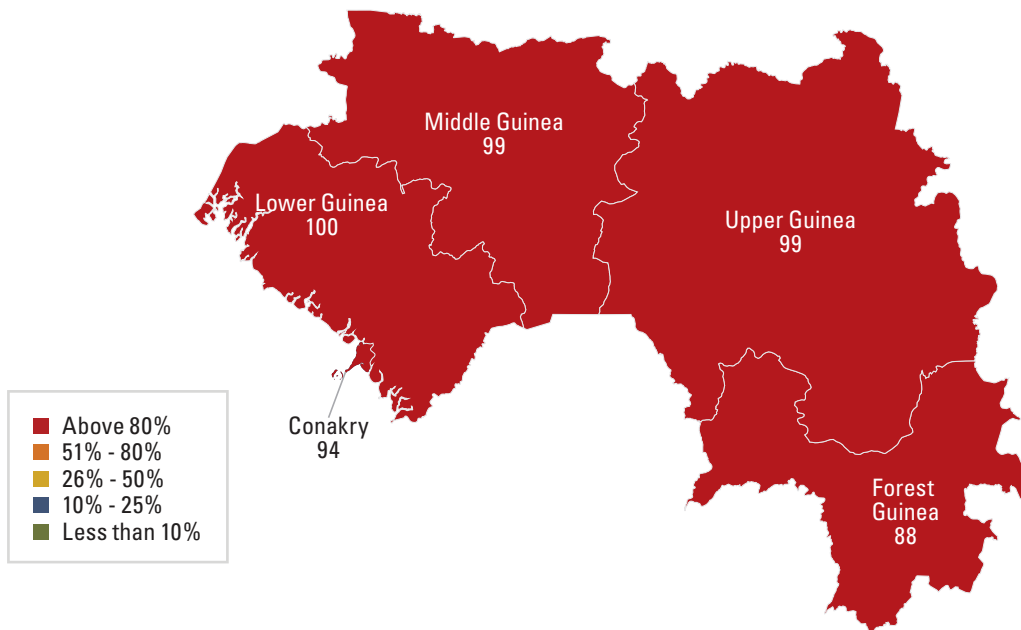 Middle Guinea
99
Lower Guinea
100
Upper Guinea
99
Conakry
94
Forest
Guinea
88
Above 80%
51% - 80%
26% - 50%
10% - 25%
Less than 10%